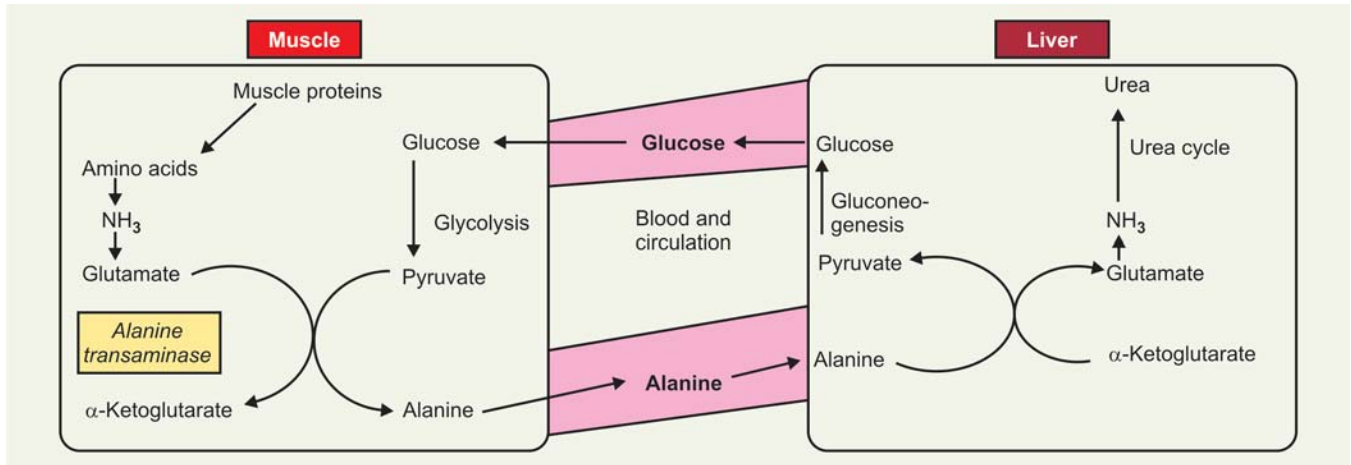 Muscle
Liver
Muscle proteins
Amino acids
NH₃
Glutamate
Alanine
transaminase
α-Ketoglutarate
Glucose
Glycolysis
Pyruvate
Alanine
Glucose
Blood and
circulation
Alanine
Glucose
Gluconeo-
genesis
Pyruvate
Alanine
Urea
Urea cycle
NH₃
Glutamate
α-Ketoglutarate